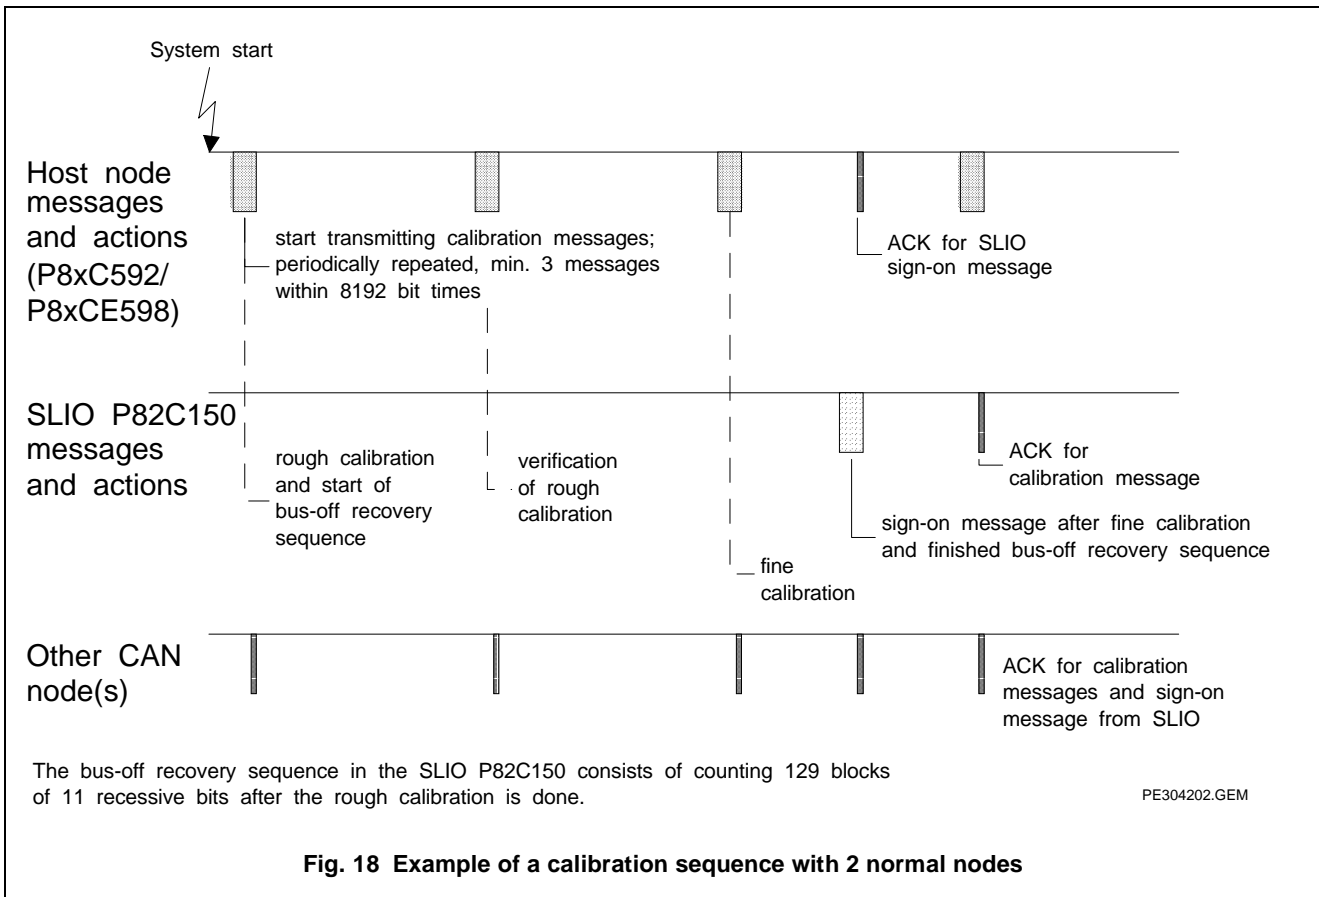 System start
Host node
messages
and actions
(P8xC592/
P8xCE598)
start transmitting calibration messages;
periodically repeated, min. 3 messages
within 8192 bit times
ACK for SLIO
sign-on message
SLIO P82C150
messages
and actions
rough calibration
and start of
bus-off recovery
sequence
verification
of rough
calibration
fine
calibration
ACK for
calibration message
sign-on message after fine calibration
and finished bus-off recovery sequence
Other CAN
node(s)
ACK for calibration
messages and sign-on
message from SLIO
The bus-off recovery sequence in the SLIO P82C150 consists of counting 129 blocks
of 11 recessive bits after the rough calibration is done.
PE304202.GEM
Fig. 18 Example of a calibration sequence with 2 normal nodes